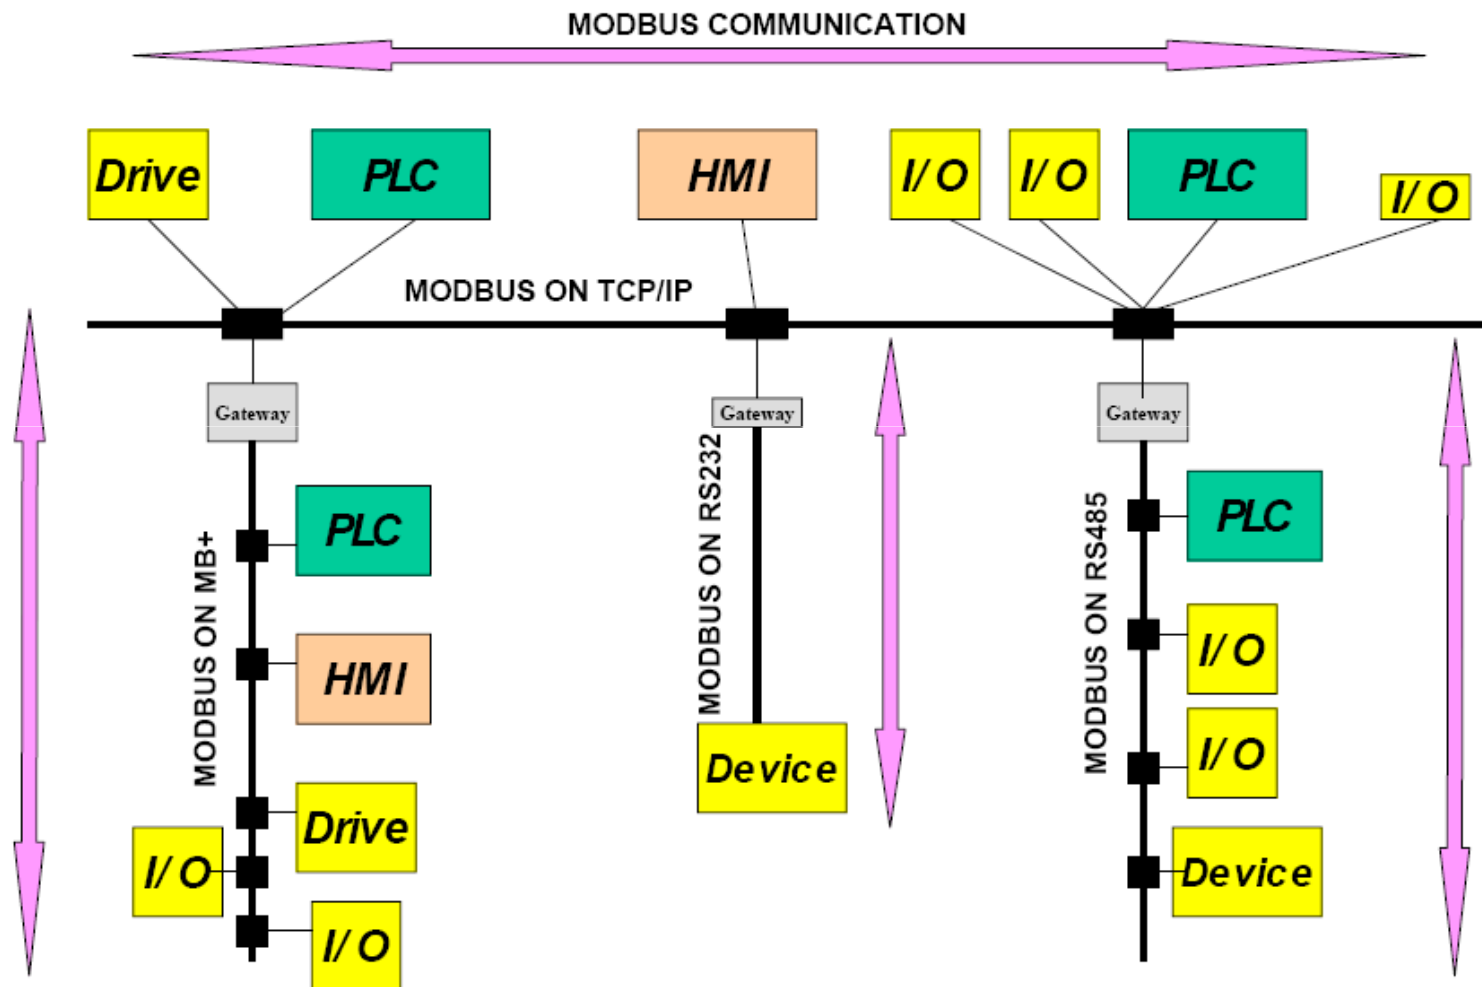 MODBUS COMMUNICATION
Drive
PLC
HMI
I/O
I/O
PLC
I/O
MODBUS ON TCP/IP
Gateway
Gateway
Gateway
MODBUS ON MB+
PLC
HMI
Drive
I/O
I/O
MODBUS ON RS232
Device
MODBUS ON RS485
PLC
I/O
I/O
Device